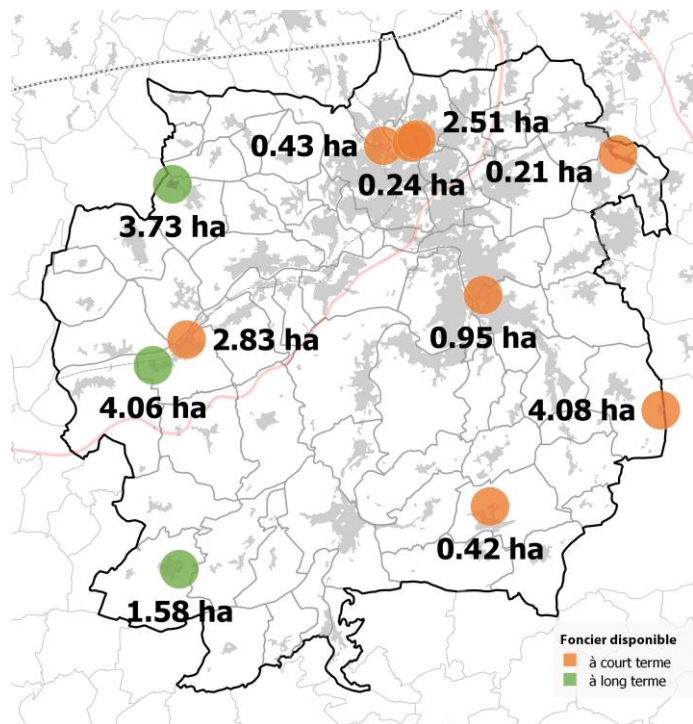 2.51 ha
0.43 ha
0.24 ha
0.21 ha
3.73 ha
0.95 ha
2.83 ha
4.06 ha
4.08 ha
0.42 ha
1.58 ha
Foncier disponible
à court terme
à long terme